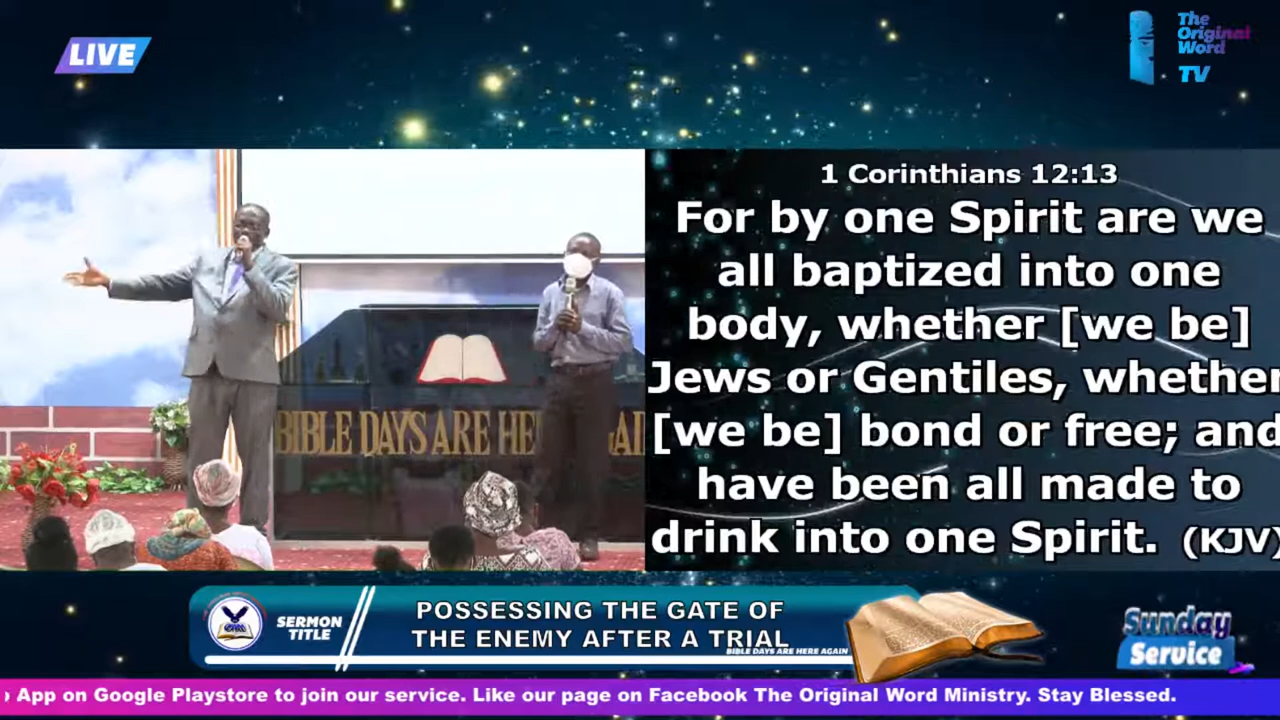 LIVE
The
Original
Word
TV
1 Corinthians 12:13
For by one Spirit are we
all baptized into one
body, whether [we be]
Jews or Gentiles, whether
[we be] bond or free; and
have been all made to
drink into one Spirit. (KJV)
BIBLE DAYS ARE HE
SERMON
TITLE
POSSESSING THE GATE OF
THE ENEMY AFTER A TRIAL
BIBLE DAYS ARE HERE AGAIN
Sunday
Service
App on Google Playstore to join our service. Like our page on Facebook The Original Word Ministry. Stay Blessed.